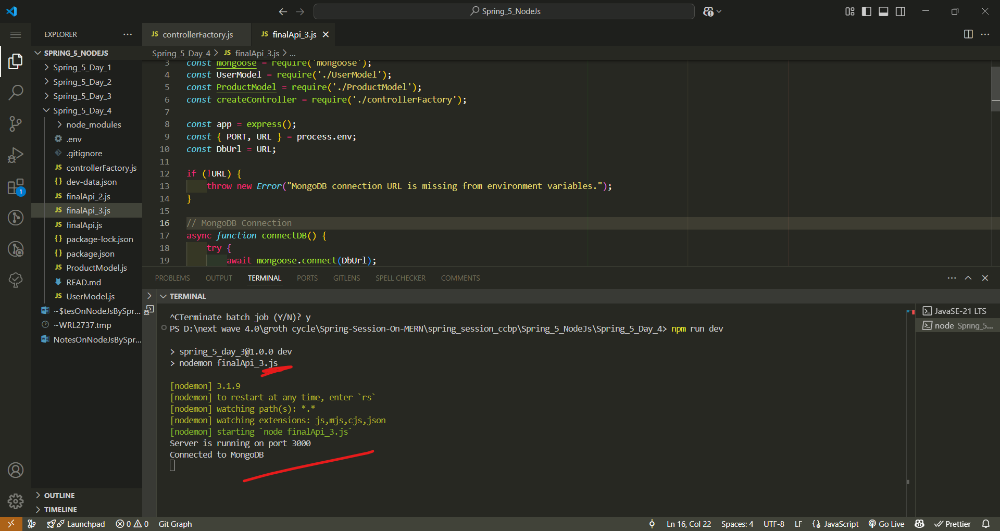 Spring_5_NodeJs
EXPLORER
JS controllerFactory.js
JS finalApi_3.js
SPRING_5_NODEJS
Spring_5_Day_1
Spring_5_Day_2
Spring_5_Day_3
Spring_5_Day_4
node_modules
.env
.gitignore
JS controllerFactory.js
{} dev-data.json
JS finalApi_2.js
JS finalApi_3.js
JS finalApi.js
{} package-lock.json
{} package.json
JS ProductModel.js
READ.md
JS UserModel.js
~$tesOnNodeJsBySpr...
~WRL2737.tmp
NotesOnNodeJsBySpr...
OUTLINE
TIMELINE
1
Spring_5_Day_4 > JS finalApi_3.js > ...
3 const mongoose = require('mongoose');
4 const UserModel = require('./UserModel');
5 const ProductModel = require('./ProductModel');
6 const createController = require('./controllerFactory');
7
8 const app = express();
9 const { PORT, URL } = process.env;
10 const DbUrl = URL;
11
12 if (!URL) {
13 throw new Error("MongoDB connection URL is missing from environment variables.");
14 }
15
16 // MongoDB Connection
17 async function connectDB() {
18 try {
19 await mongoose.connect(DbUrl);
PROBLEMS OUTPUT TERMINAL PORTS GITLENS SPELL CHECKER COMMENTS
TERMINAL
^CTerminate batch job (Y/N)? y
PS D:\next wave 4.0\groth cycle\Spring-Session-On-MERN\spring_session_ccbp\Spring_5_NodeJs\Spring_5_Day_4> npm run dev
> spring_5_day_3@1.0.0 dev
> nodemon finalApi_3.js
[nodemon] 3.1.9
[nodemon] to restart at any time, enter `rs`
[nodemon] watching path(s): *.*
[nodemon] watching extensions: js,mjs,cjs,json
[nodemon] starting `node finalApi_3.js`
Server is running on port 3000
Connected to MongoDB
JavaSE-21 LTS
node Spring_5...
Launchpad 0 0 Git Graph
Ln 16, Col 22 Spaces: 4 UTF-8 LF {} JavaScript Go Live Prettier